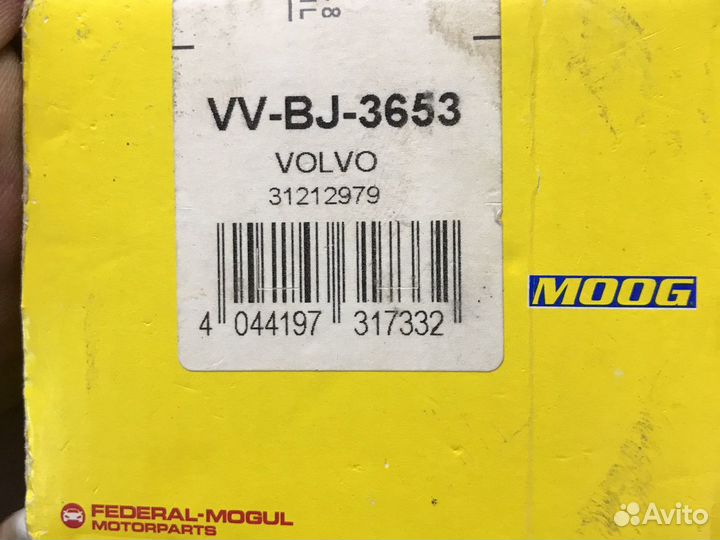 VV-BJ-3653
VOLVO
31212979
4 044197 317332
MOOG
FEDERAL-MOGUL
MOTORPARTS
Avito